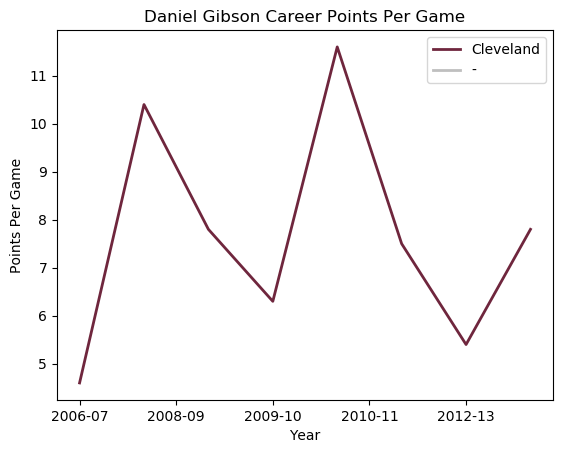 Daniel Gibson Career Points Per Game
Cleveland
-
11
10
9
8
7
6
5
Points Per Game
2006-07 2008-09 2009-10 2010-11 2012-13
Year